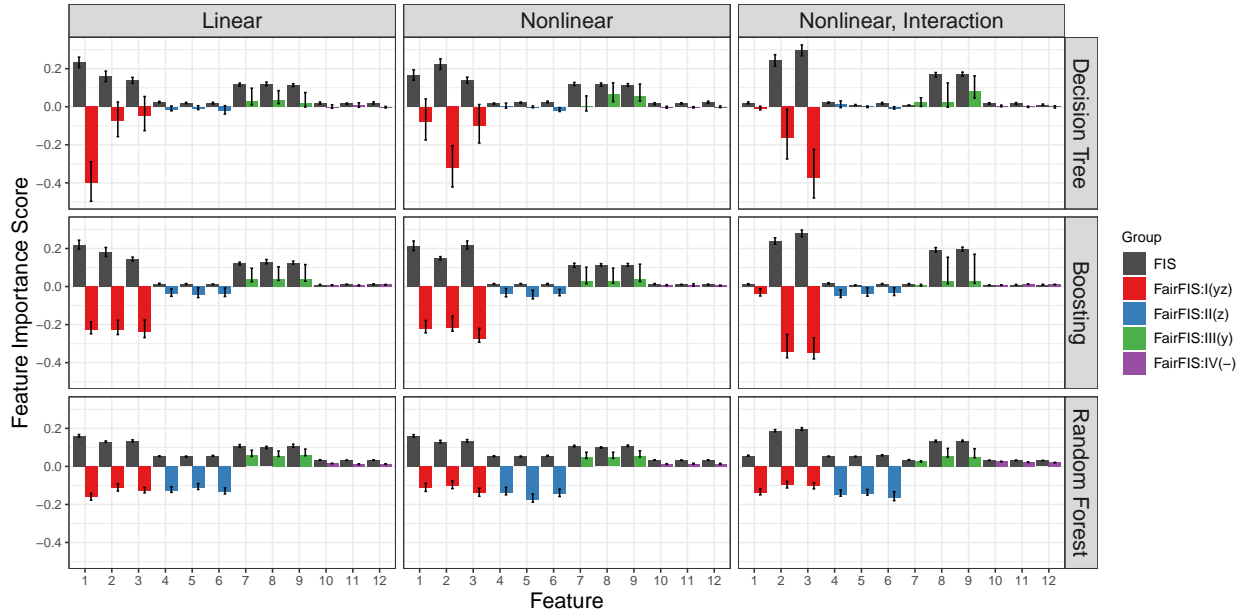 Linear
Nonlinear
Nonlinear, Interaction
Feature Importance Score
0.2
0.0
−0.2
−0.4
Decision Tree
0.2
0.0
−0.2
−0.4
Boosting
0.2
0.0
−0.2
−0.4
Random Forest
1 2 3 4 5 6 7 8 9 10 11 12
1 2 3 4 5 6 7 8 9 10 11 12
1 2 3 4 5 6 7 8 9 10 11 12
Feature
Group
FIS
FairFIS:I(yz)
FairFIS:II(z)
FairFIS:III(y)
FairFIS:IV(−)